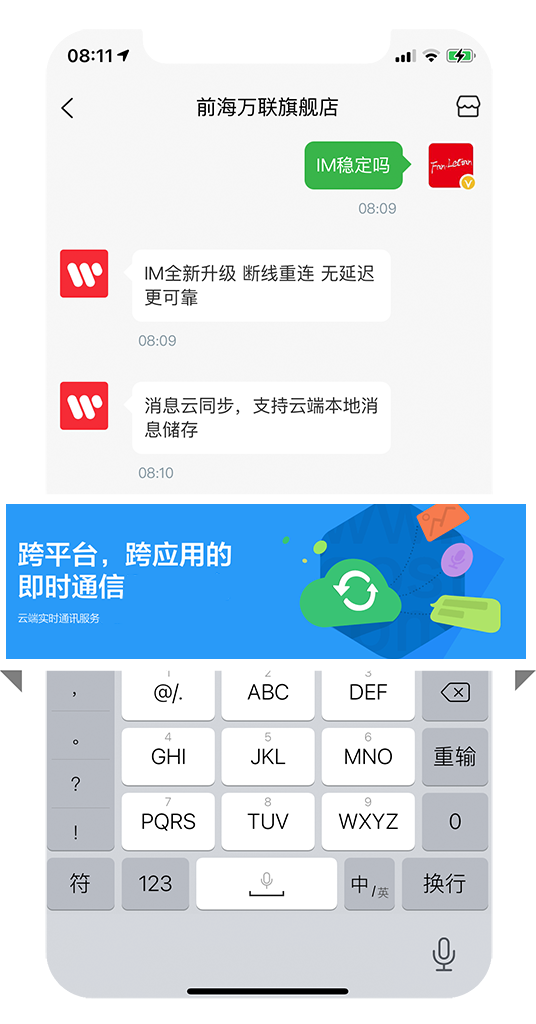 08:11
前海万联旗舰店
IM稳定吗
Fran·Lotion
V
08:09
IM全新升级 断线重连 无延迟
更可靠
08:09
消息云同步，支持云端本地消
息储存
08:10
跨平台，跨应用的
即时通信
云端实时通讯服务
， 1 @/. 2 ABC 3 DEF
。 4 GHI 5 JKL 6 MNO 重输
？
！ 7 PQRS 8 TUV 9 WXYZ 0
符 123 中/英 换行